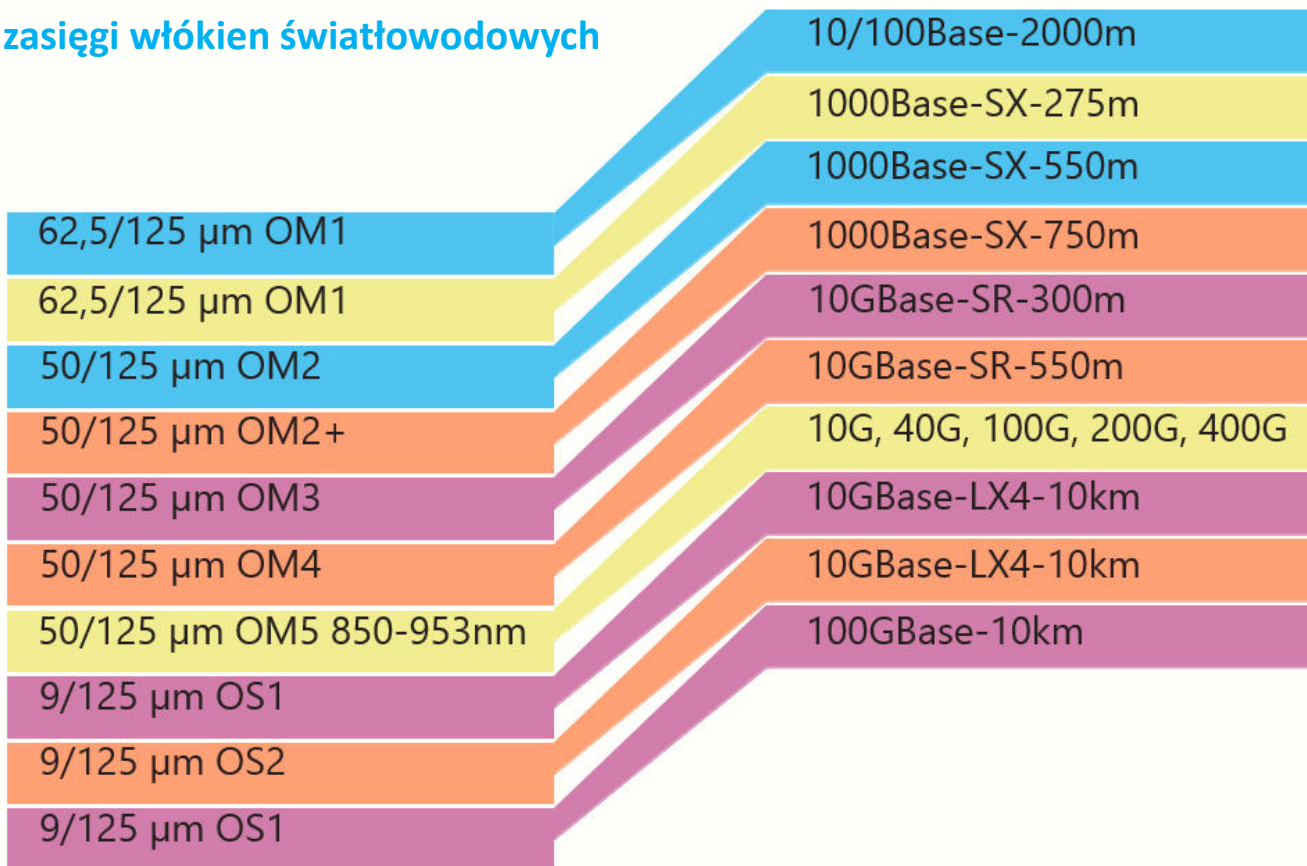 zasięgi włókien światłowodowych
62,5/125 µm OM1
62,5/125 µm OM1
50/125 µm OM2
50/125 µm OM2+
50/125 µm OM3
50/125 µm OM4
50/125 µm OM5 850-953nm
9/125 µm OS1
9/125 µm OS2
9/125 µm OS1
10/100Base-2000m
1000Base-SX-275m
1000Base-SX-550m
1000Base-SX-750m
10GBase-SR-300m
10GBase-SR-550m
10G, 40G, 100G, 200G, 400G
10GBase-LX4-10km
10GBase-LX4-10km
100GBase-10km